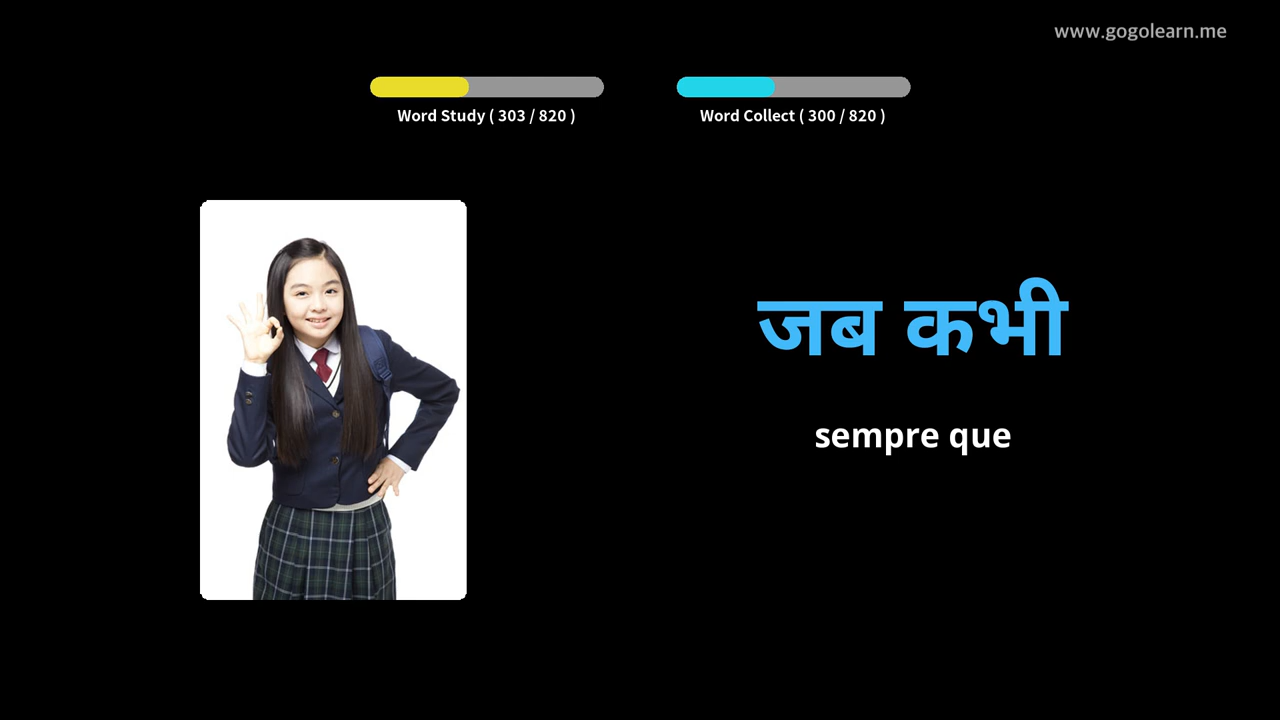 www.gogolearn.me
Word Study ( 303 / 820 )
Word Collect ( 300 / 820 )
जब कभी
sempre que